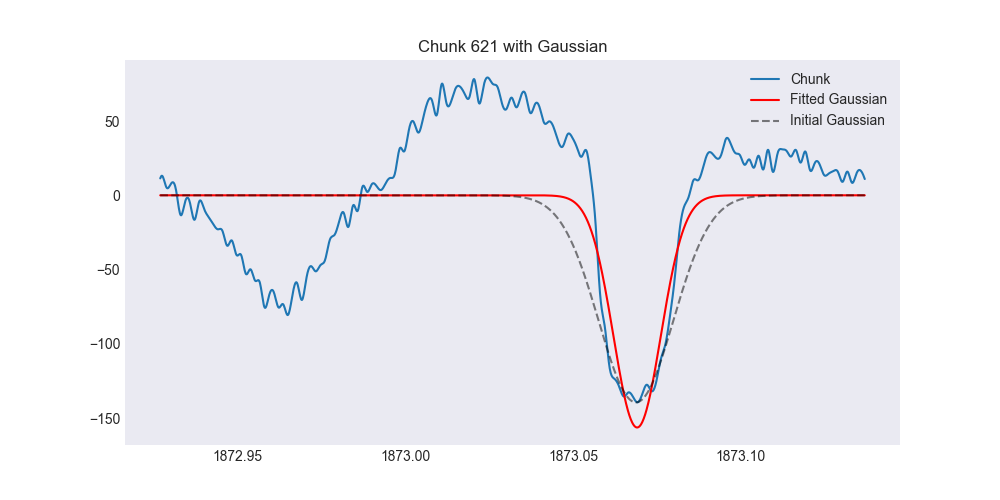 Chunk 621 with Gaussian
Chunk
Fitted Gaussian
Initial Gaussian
50
0
−50
−100
−150
1872.95
1873.00
1873.05
1873.10